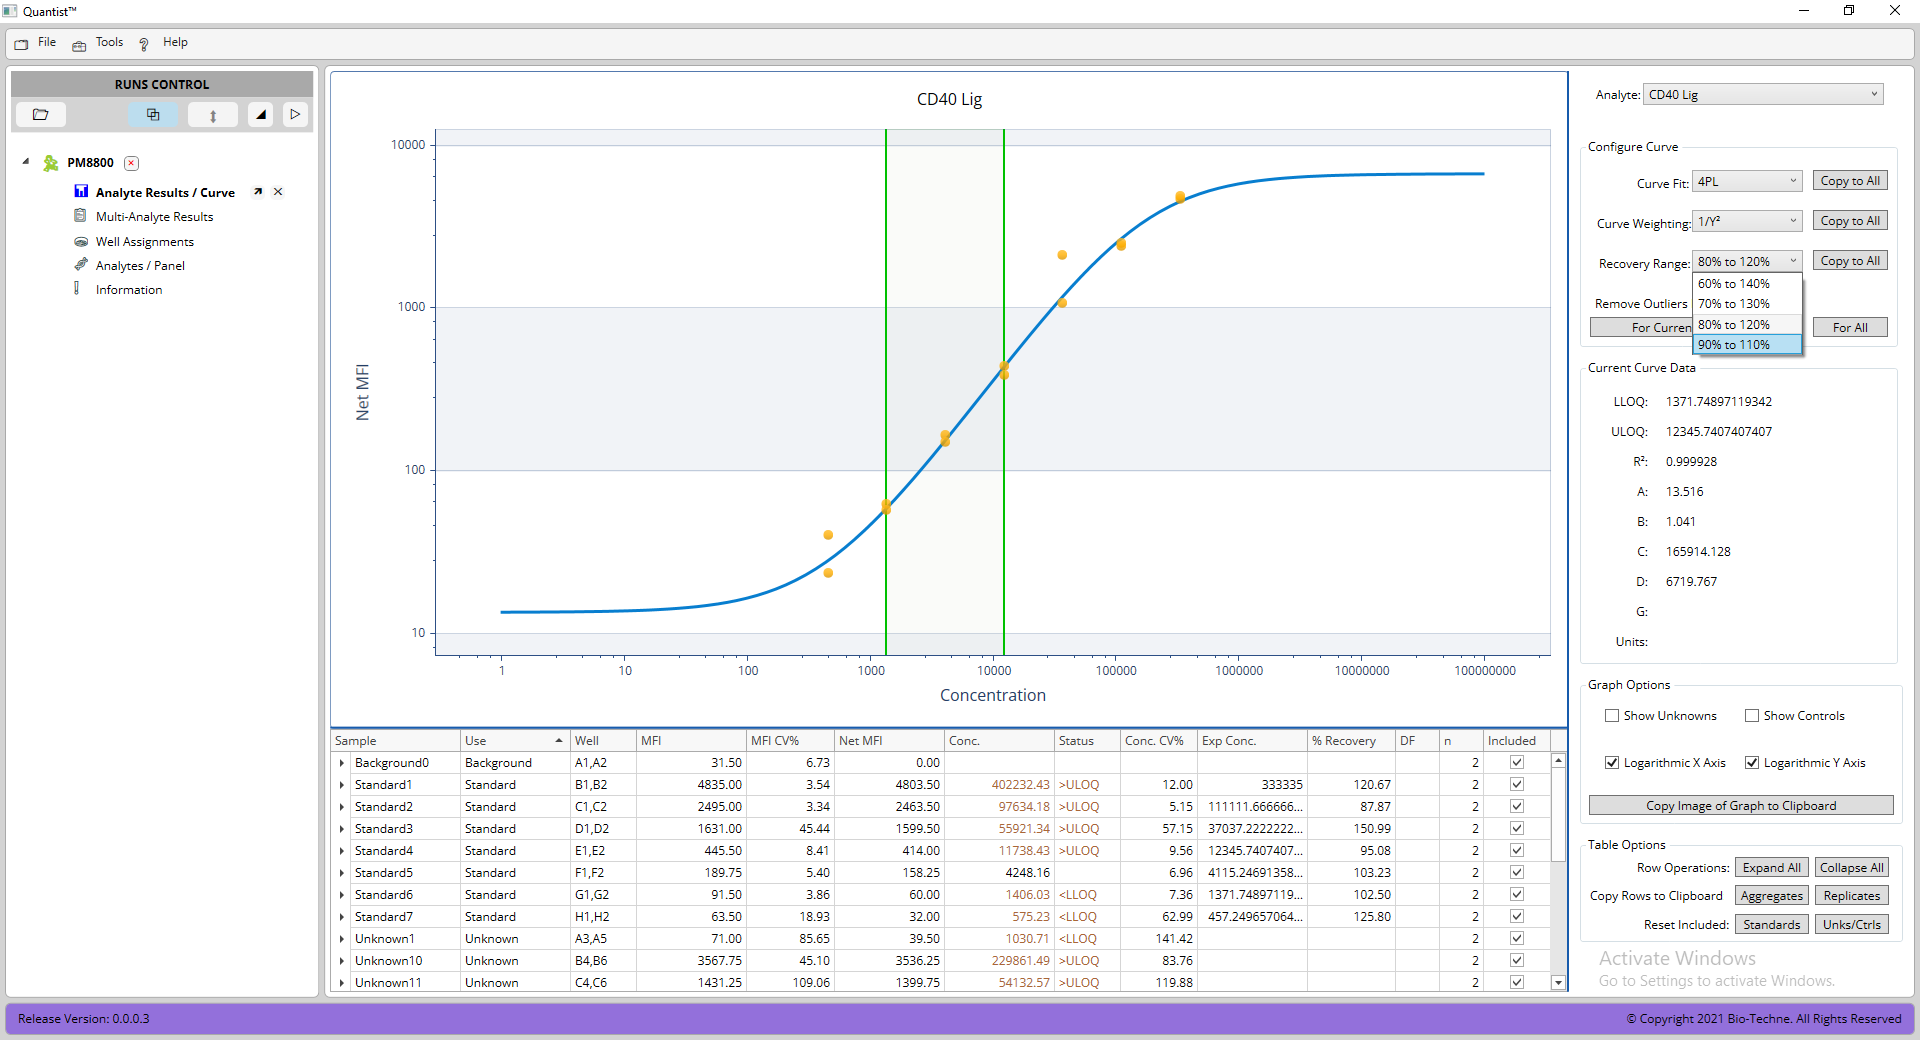 Quantist™
File Tools Help
RUNS CONTROL
PM8800
Analyte Results / Curve
Multi-Analyte Results
Well Assignments
Analytes / Panel
Information
CD40 Lig
10000
1000
100
10
Net MFI
1 10 100 1000 10000 100000 1000000 10000000 100000000
Concentration
Sample Use Well MFI MFI CV% Net MFI Conc. Status Conc. CV% Exp Conc. % Recovery DF n Included
Background0 Background A1,A2 31.50 6.73 0.00 2
Standard1 Standard B1,B2 4835.00 3.54 4803.50 402232.43 >ULOQ 12.00 333335 120.67 2
Standard2 Standard C1,C2 2495.00 3.34 2463.50 97634.18 >ULOQ 5.15 111111.666666... 87.87 2
Standard3 Standard D1,D2 1631.00 45.44 1599.50 55921.34 >ULOQ 57.15 37037.2222222... 150.99 2
Standard4 Standard E1,E2 445.50 8.41 414.00 11738.43 >ULOQ 9.56 12345.7407407... 95.08 2
Standard5 Standard F1,F2 189.75 5.40 158.25 4248.16 6.96 4115.24691358... 103.23 2
Standard6 Standard G1,G2 91.50 3.86 60.00 1406.03 <LLOQ 7.36 1371.74897119... 102.50 2
Standard7 Standard H1,H2 63.50 18.93 32.00 575.23 <LLOQ 62.99 457.249657064... 125.80 2
Unknown1 Unknown A3,A5 71.00 85.65 39.50 1030.71 <LLOQ 141.42 2
Unknown10 Unknown B4,B6 3567.75 45.10 3536.25 229861.49 >ULOQ 83.76 2
Unknown11 Unknown C4,C6 1431.25 109.06 1399.75 54132.57 >ULOQ 119.88 2
Analyte: CD40 Lig
Configure Curve
Curve Fit: 4PL Copy to All
Curve Weighting: 1/Y² Copy to All
Recovery Range: 80% to 120% Copy to All
60% to 140%
70% to 130%
80% to 120%
90% to 110%
Remove Outliers
For Curren For All
Current Curve Data
LLOQ: 1371.74897119342
ULOQ: 12345.7407407407
R²: 0.999928
A: 13.516
B: 1.041
C: 165914.128
D: 6719.767
G:
Units:
Graph Options
Show Unknowns Show Controls
Logarithmic X Axis Logarithmic Y Axis
Copy Image of Graph to Clipboard
Table Options
Row Operations: Expand All Collapse All
Copy Rows to Clipboard Aggregates Replicates
Reset Included: Standards Unks/Ctrls
Activate Windows
Go to Settings to activate Windows.
Release Version: 0.0.0.3
© Copyright 2021 Bio-Techne. All Rights Reserved